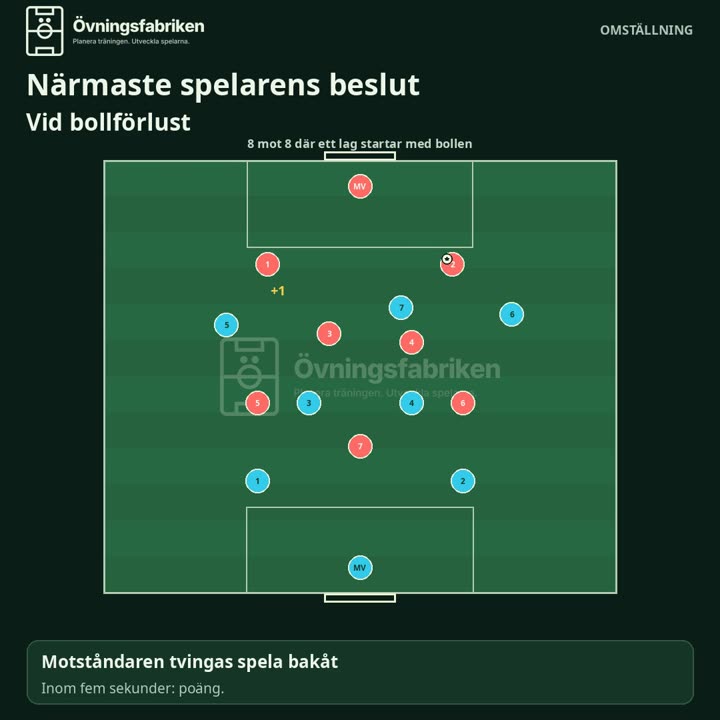 Övningsfabriken
Planera träningen. Utveckla spelarna.
OMSTÄLLNING
Närmaste spelarens beslut
Vid bollförlust
8 mot 8 där ett lag startar med bollen
MV
1
2
+1
7
6
5
3
4
Övningsfabriken
Planera träningen. Utveckla spelarna.
5
3
4
6
7
1
2
MV
Motståndaren tvingas spela bakåt
Inom fem sekunder: poäng.